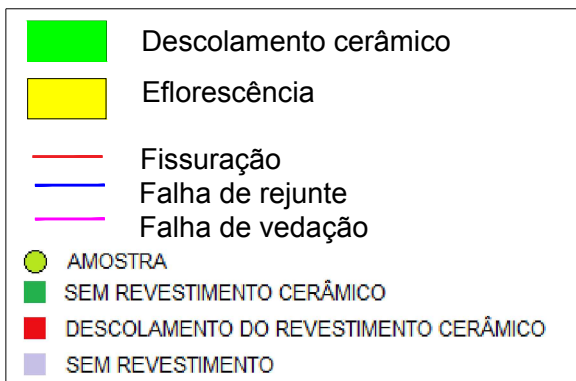 Descolamento cerâmico
Eflorescência
Fissuração
Falha de rejunte
Falha de vedação
AMOSTRA
SEM REVESTIMENTO CERÂMICO
DESCOLAMENTO DO REVESTIMENTO CERÂMICO
SEM REVESTIMENTO